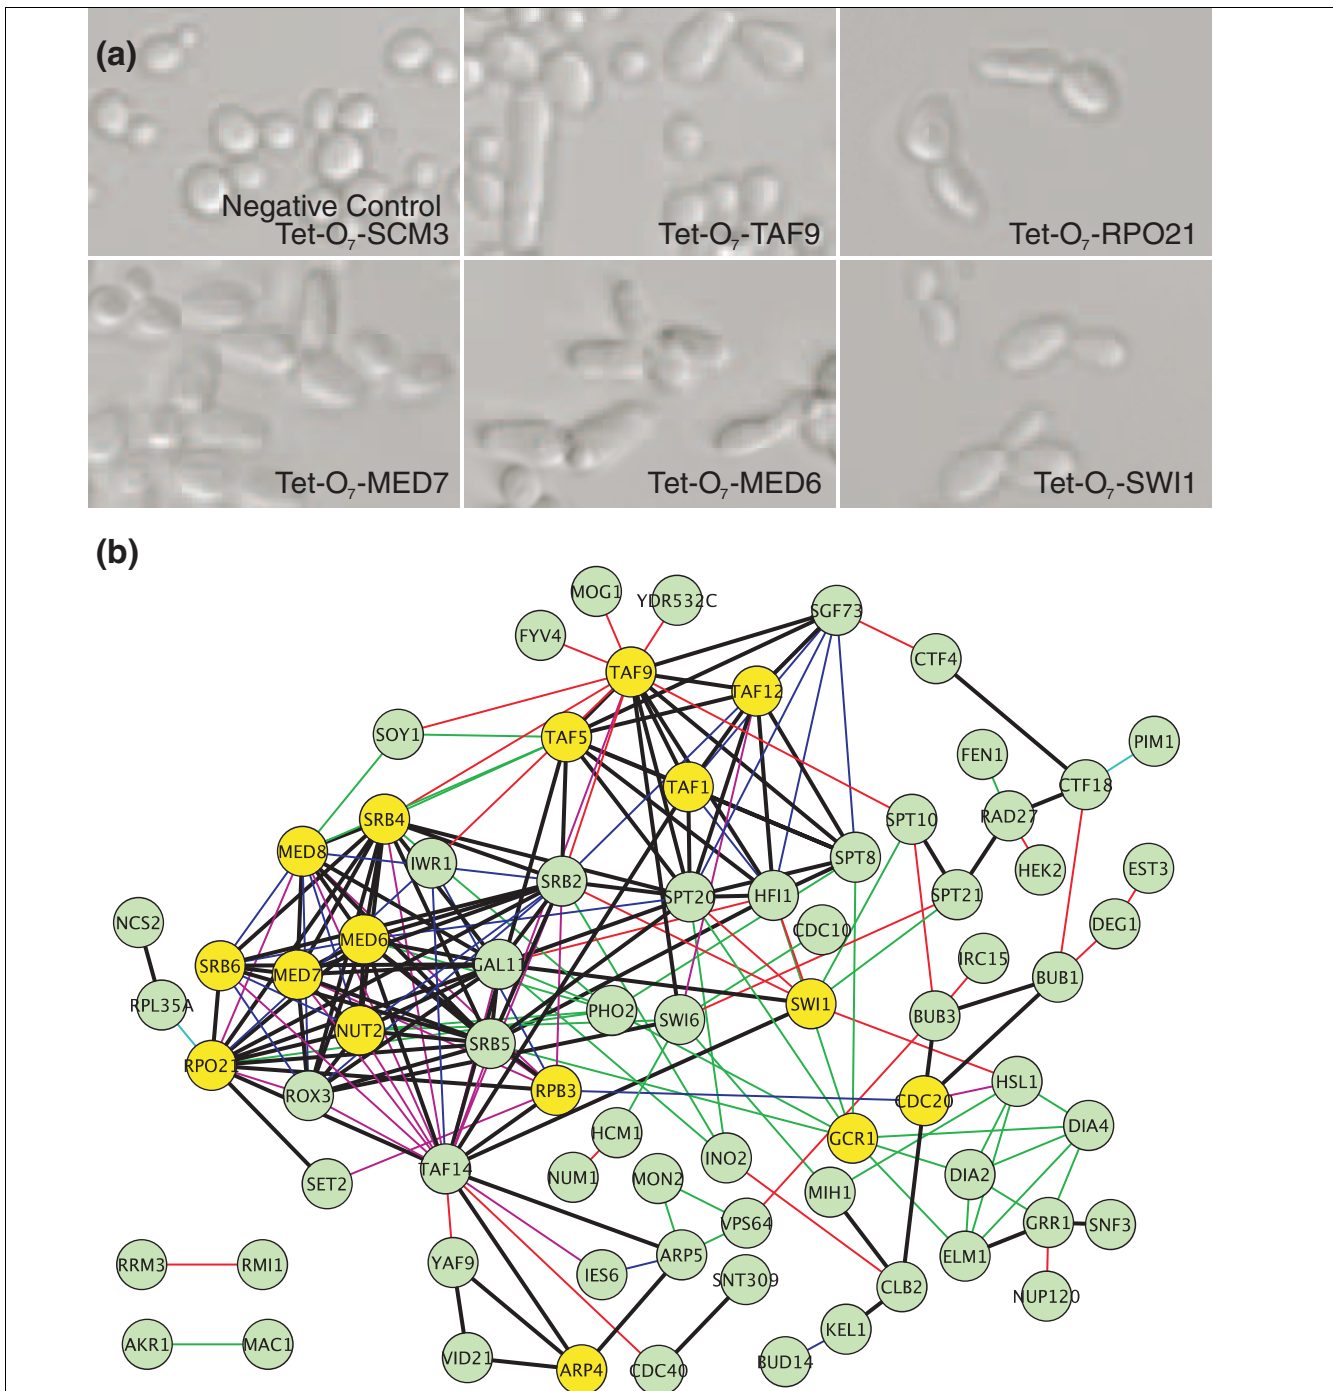 (a)
Negative Control
Tet-O7-SCM3
Tet-O7-TAF9
Tet-O7-RPO21
Tet-O7-MED7
Tet-O7-MED6
Tet-O7-SWI1
(b)
MOG1
YDR532C
SGF73
FYV4
CTF4
TAF9
TAF12
SOY1
TAF5
FEN1
PIM1
TAF1
CTF18
SRB4
SPT10
RAD27
MED8
IWR1
SPT8
HEK2
EST3
SRB2
SPT20
HFI1
SPT21
NCS2
CDC10
DEG1
MED6
SRB6
MED7
GAL11
IRC15
BUB1
RPL35A
SWI1
PHO2
SWI6
BUB3
NUT2
SRB5
RPO21
ROX3
RPB3
CDC20
HSL1
HCM1
GCR1
DIA4
TAF14
INO2
SET2
NUM1
MON2
MIH1
DIA2
VPS64
GRR1
SNF3
RRM3
RMI1
YAF9
IES6
ARP5
SNT309
ELM1
CLB2
NUP120
AKR1
MAC1
KEL1
VID21
ARP4
CDC40
BUD14